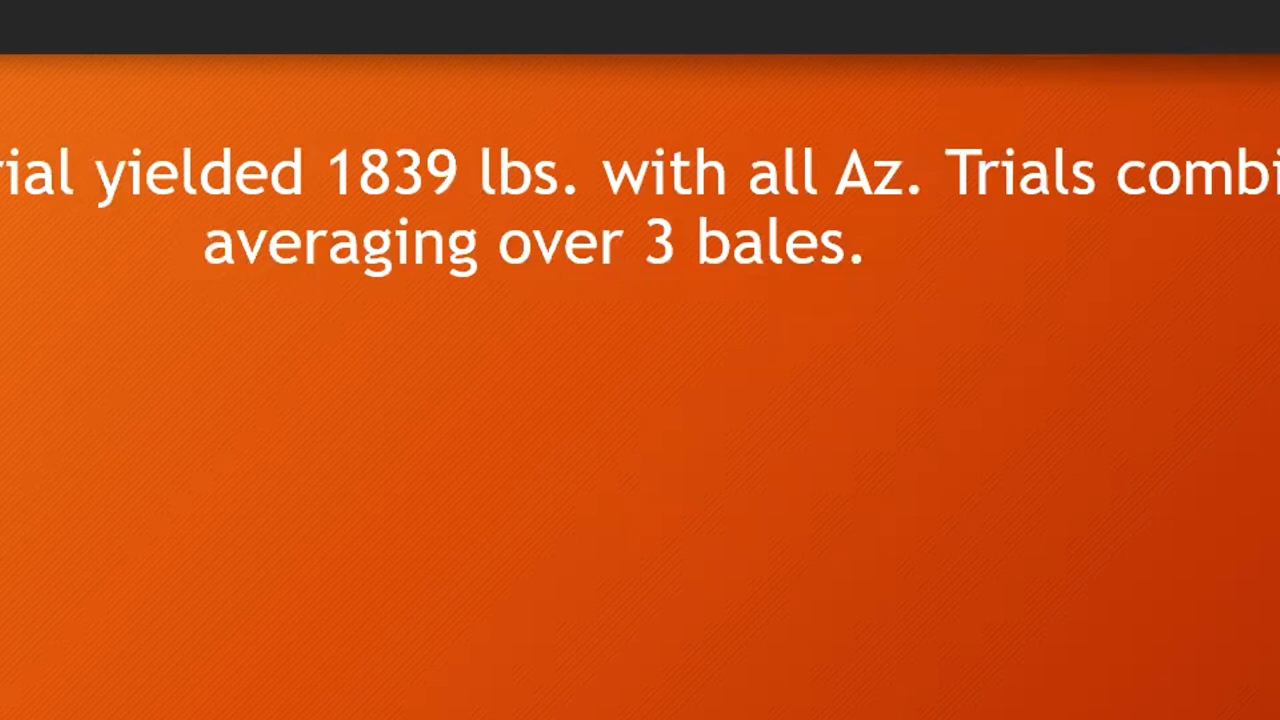 rial yielded 1839 lbs. with all Az. Trials combi
averaging over 3 bales.